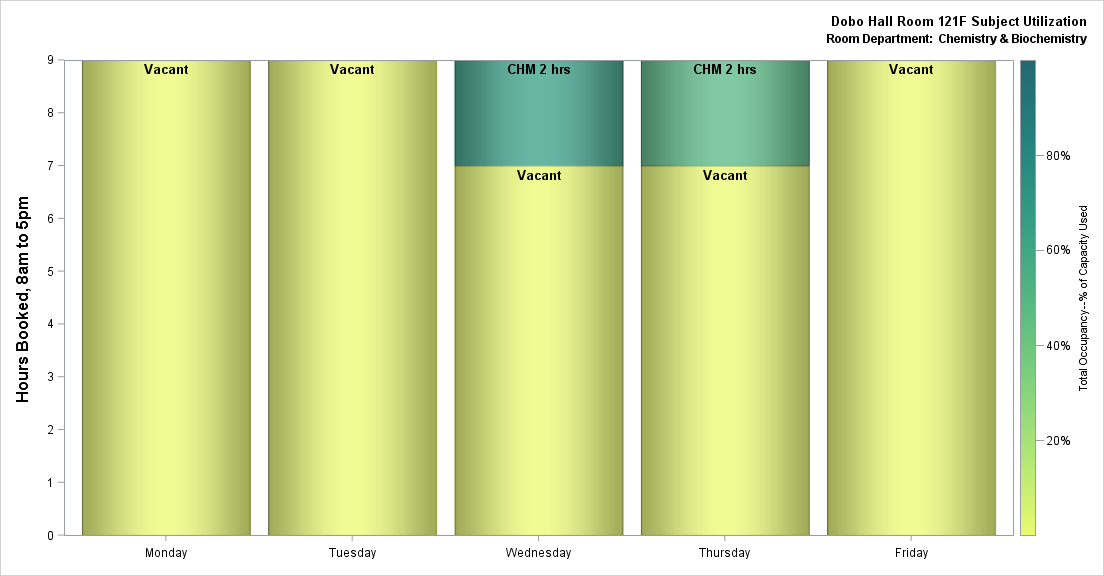 Dobo Hall Room 121F Subject Utilization
Room Department: Chemistry & Biochemistry
Hours Booked, 8am to 5pm
9
8
7
6
5
4
3
2
1
0
Vacant
Vacant
CHM 2 hrs
CHM 2 hrs
Vacant
Vacant
Vacant
Monday
Tuesday
Wednesday
Thursday
Friday
80%
60%
40%
20%
Total Occupancy--% of Capacity Used